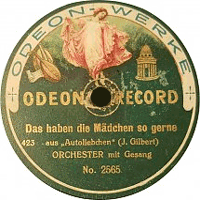 ODEON-WERKE
ODEON RECORD
Das haben die Mädchen so gerne
423 - aus „Autoliebchen“ (J. Gilbert)
ORCHESTER mit Gesang
No. 2565